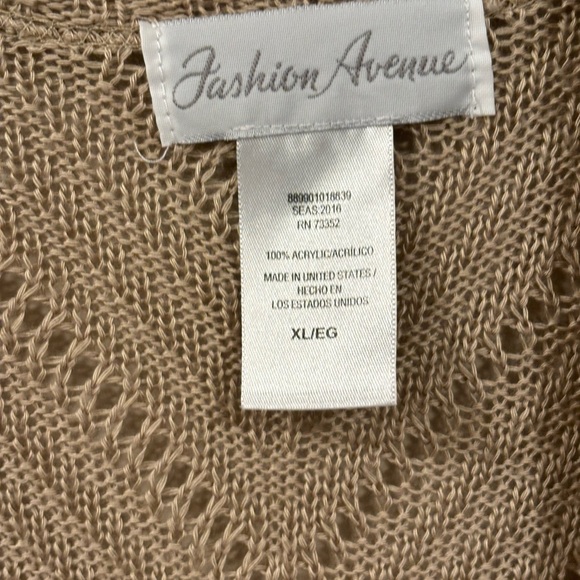 Fashion Avenue
889901018839
SEAS:2016
RN 73352
100% ACRYLIC/ACRÍLICO
MADE IN UNITED STATES /
HECHO EN
LOS ESTADOS UNIDOS
XL/EG